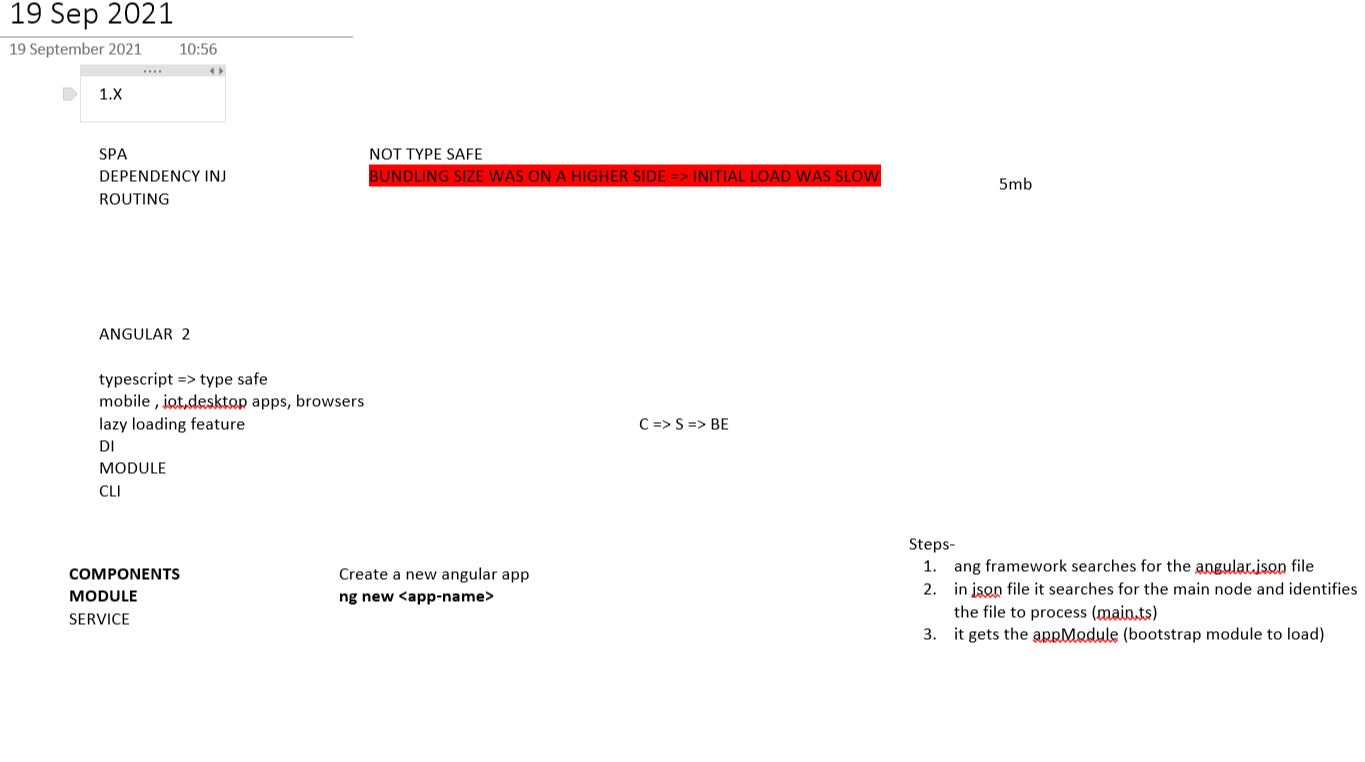 19 Sep 2021
19 September 2021 10:56
1.X
SPA
DEPENDENCY INJ
ROUTING
NOT TYPE SAFE
BUNDLING SIZE WAS ON A HIGHER SIDE => INITIAL LOAD WAS SLOW
5mb
ANGULAR 2
typescript => type safe
mobile , iot,desktop apps, browsers
lazy loading feature
DI
MODULE
CLI
C => S => BE
COMPONENTS
MODULE
SERVICE
Create a new angular app
ng new <app-name>
Steps-
1. ang framework searches for the angular.json file
2. in json file it searches for the main node and identifies
the file to process (main.ts)
3. it gets the appModule (bootstrap module to load)